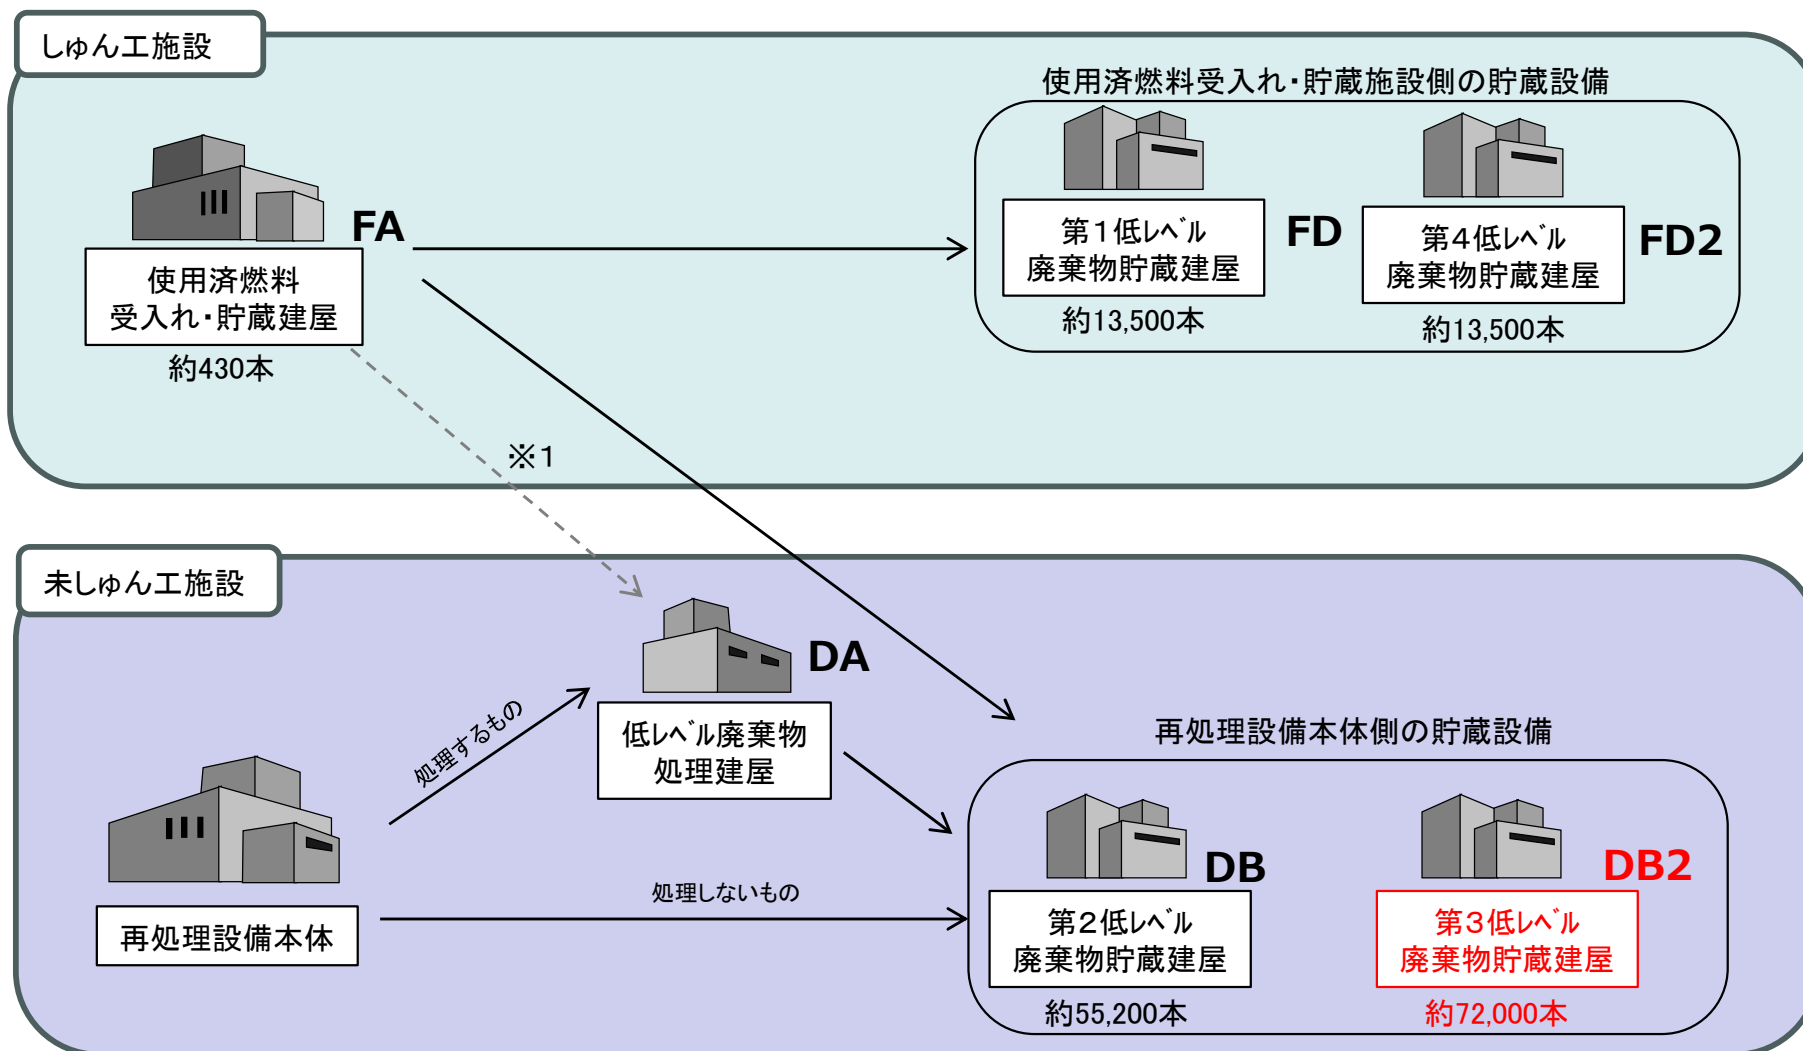 しゅん工施設
使用済燃料受入れ・貯蔵施設側の貯蔵設備
FA
使用済燃料
受入れ・貯蔵建屋
約430本
第1低レベル
廃棄物貯蔵建屋
FD
約13,500本
第4低レベル
廃棄物貯蔵建屋
FD2
約13,500本
※1
未しゅん工施設
DA
低レベル廃棄物
処理建屋
処理するもの
再処理設備本体
処理しないもの
再処理設備本体側の貯蔵設備
DB
第2低レベル
廃棄物貯蔵建屋
約55,200本
DB2
第3低レベル
廃棄物貯蔵建屋
約72,000本